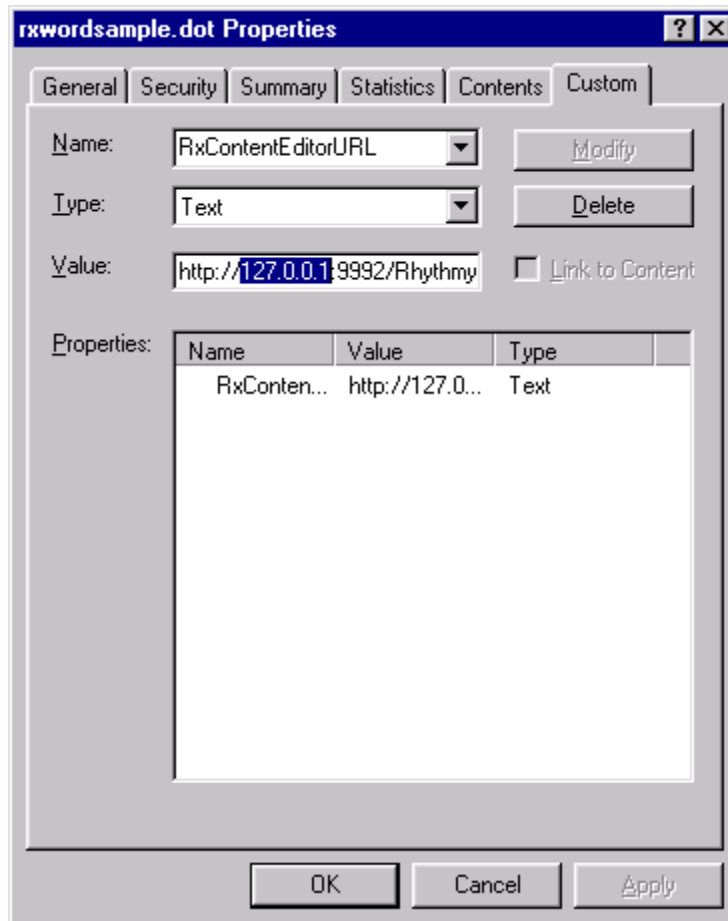 rxwordsample.dot Properties
General Security Summary Statistics Contents Custom
Name: RxContentEditorURL Modify
Type: Text Delete
Value: http://127.0.0.1:9992/Rhythmy Link to Content
Properties: Name Value Type
RxConten... http://127.0... Text
OK Cancel Apply